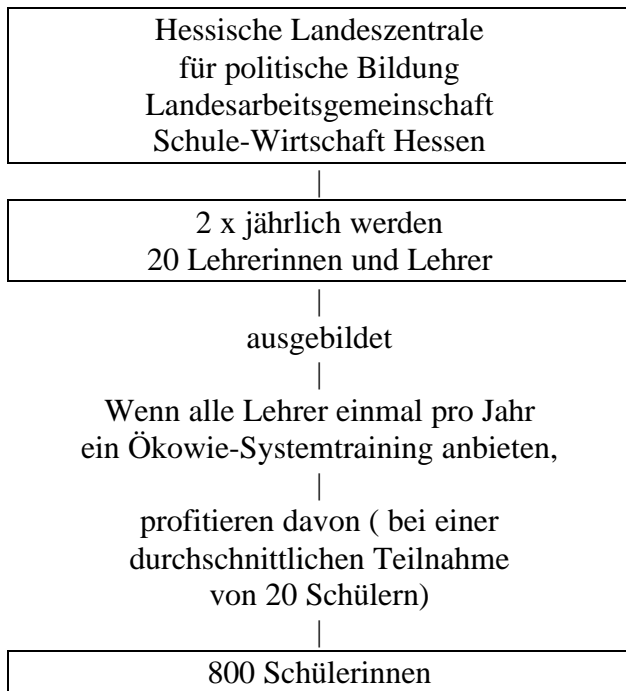 Hessische Landeszentrale
für politische Bildung
Landesarbeitsgemeinschaft
Schule-Wirtschaft Hessen
2 x jährlich werden
20 Lehrerinnen und Lehrer
ausgebildet
Wenn alle Lehrer einmal pro Jahr
ein Ökowie-Systemtraining anbieten,
profitieren davon ( bei einer
durchschnittlichen Teilnahme
von 20 Schülern)
800 Schülerinnen